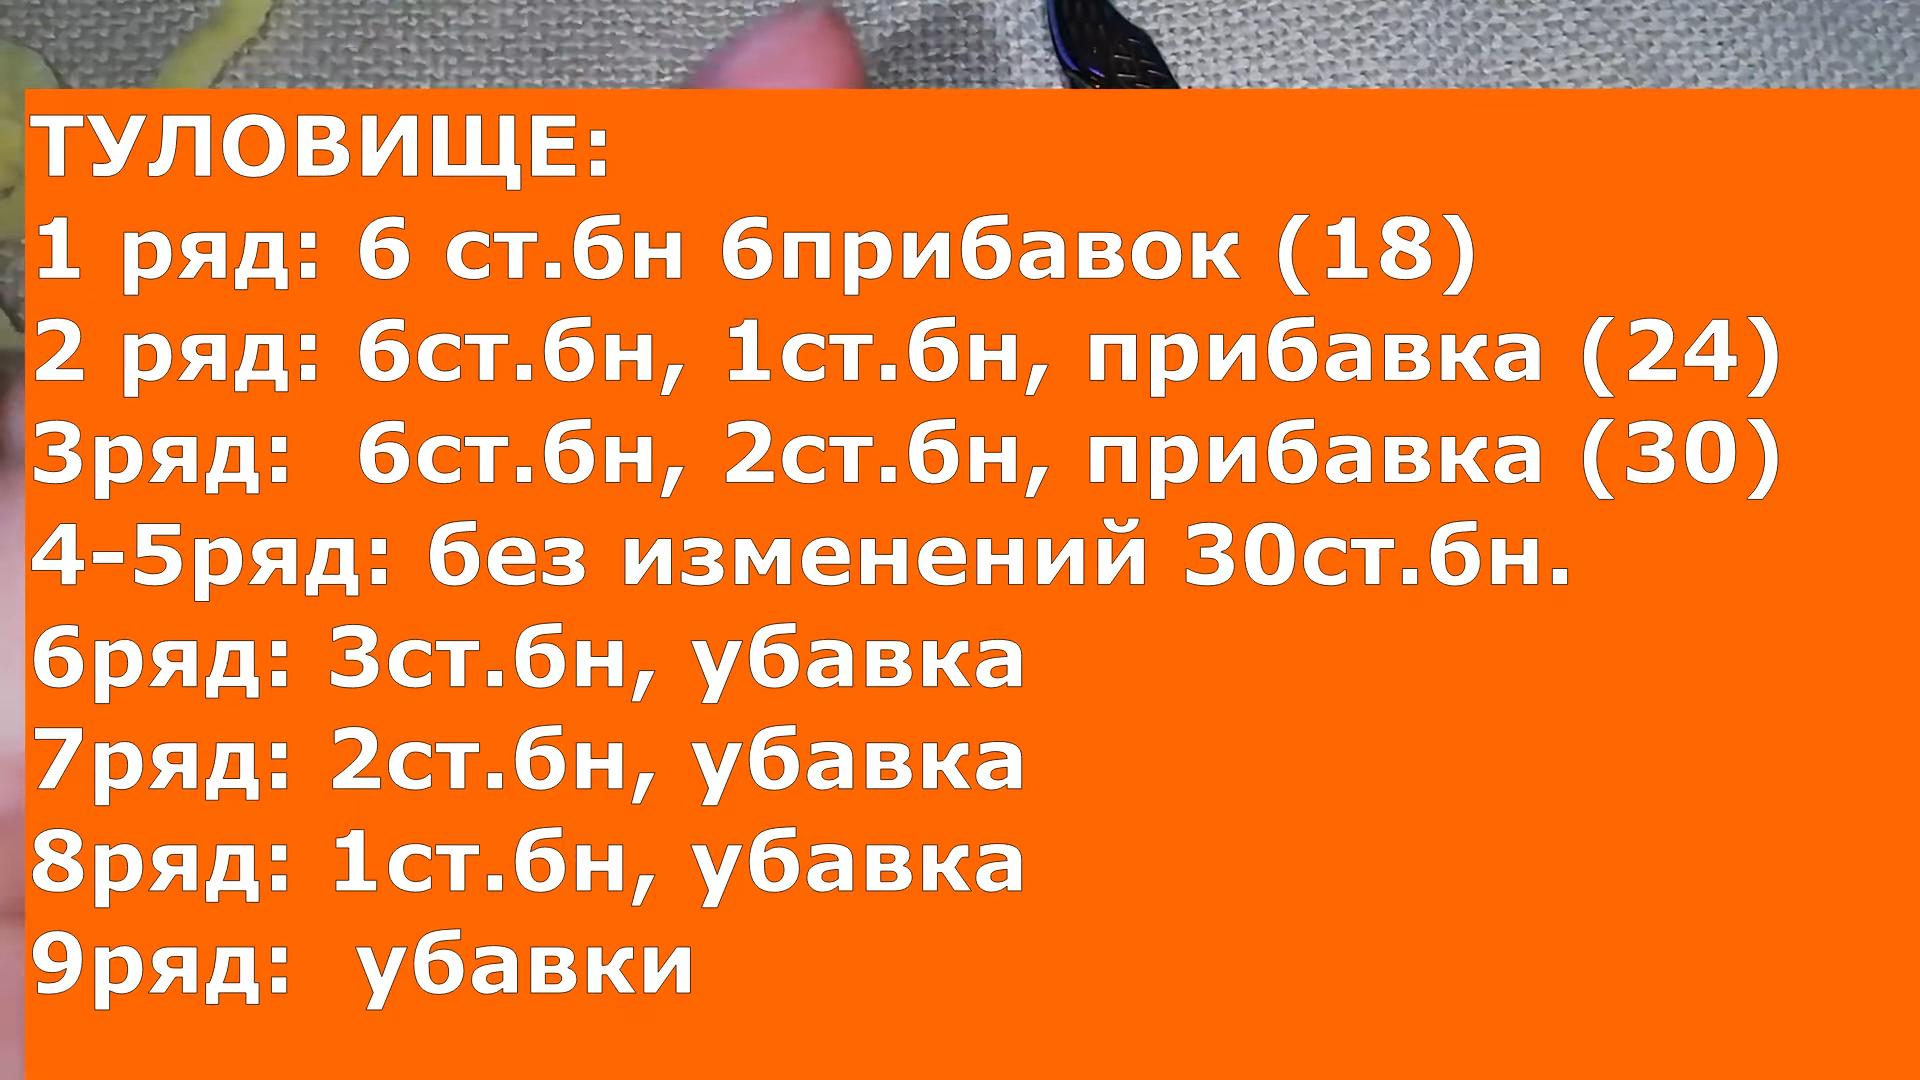 ТУЛОВИЩЕ:
1 ряд: 6 ст.бн 6прибавок (18)
2 ряд: 6ст.бн, 1ст.бн, прибавка (24)
3ряд: 6ст.бн, 2ст.бн, прибавка (30)
4-5ряд: без изменений 30ст.бн.
6ряд: 3ст.бн, убавка
7ряд: 2ст.бн, убавка
8ряд: 1ст.бн, убавка
9ряд: убавки